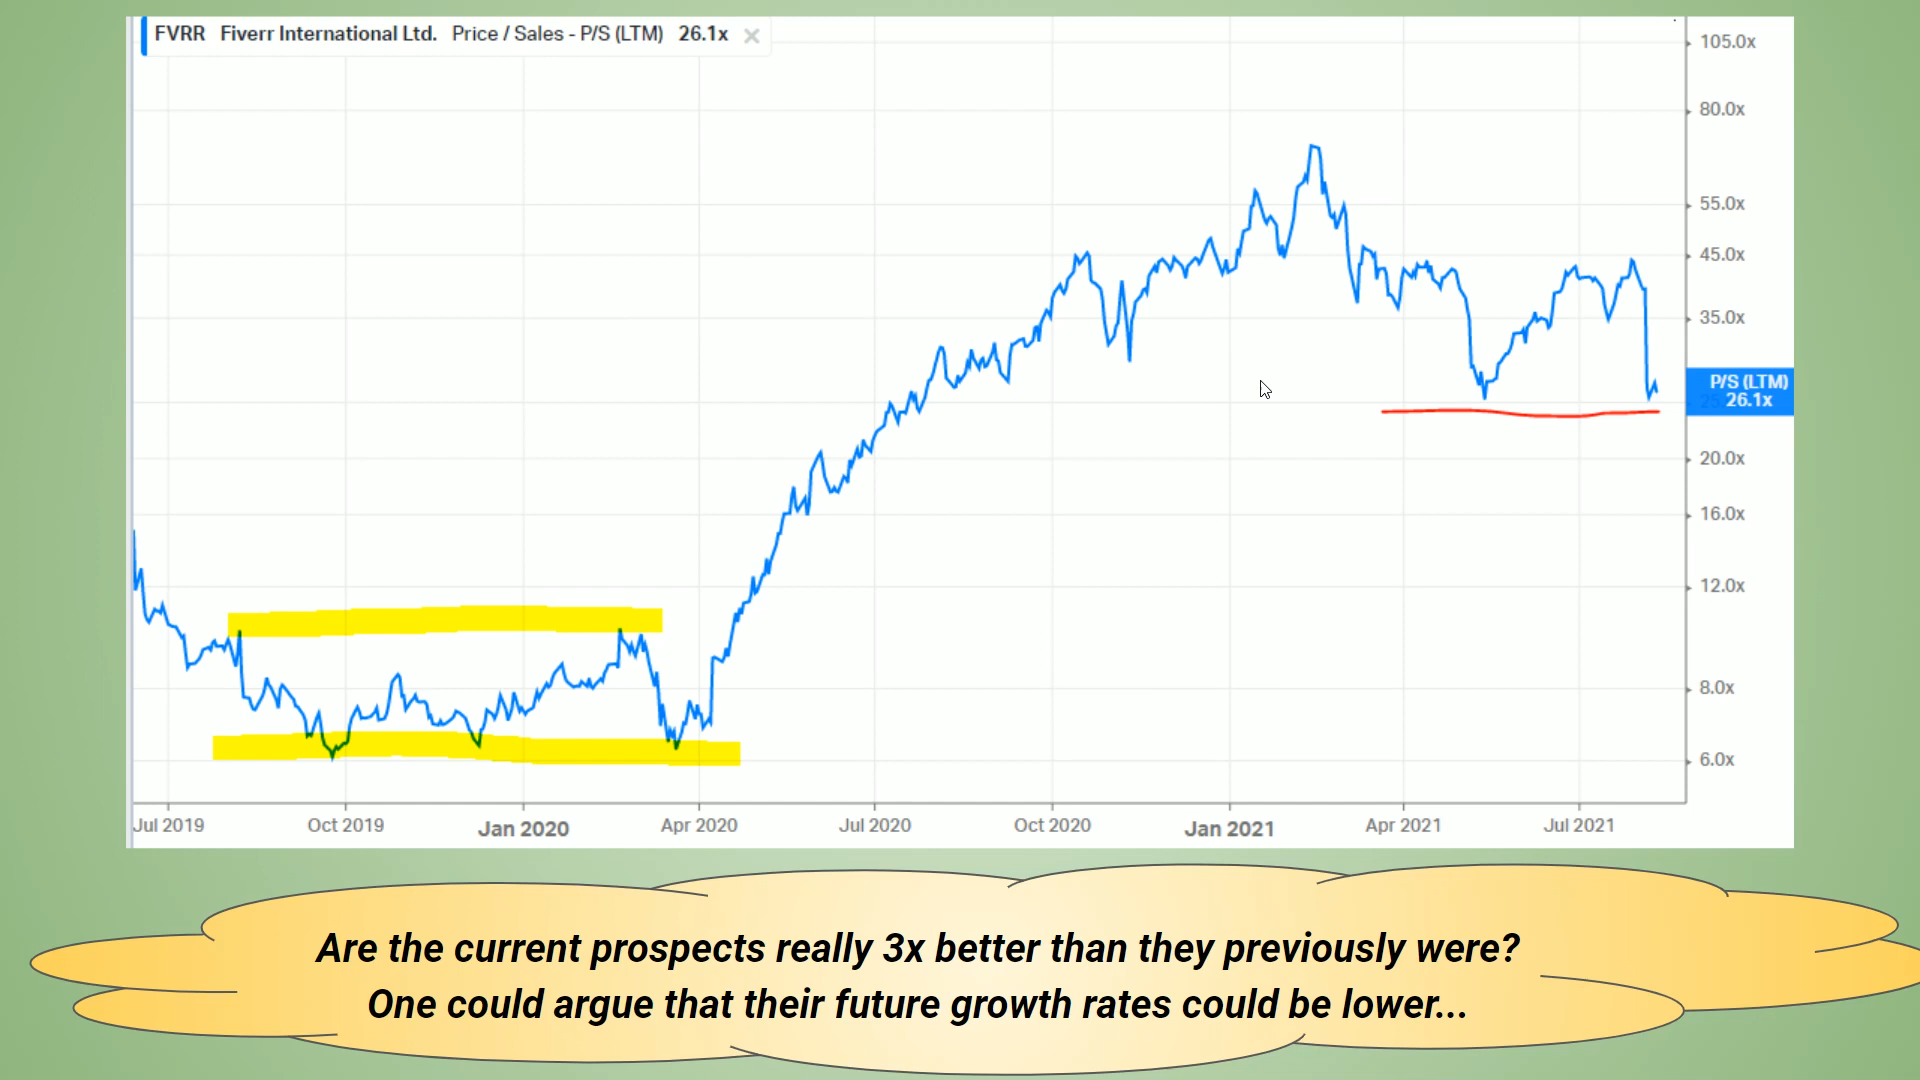 FVRR Fiverr International Ltd. Price / Sales - P/S (LTM) 26.1x
105.0x
80.0x
55.0x
45.0x
35.0x
P/S (LTM)
26.1x
20.0x
16.0x
12.0x
8.0x
6.0x
Jul 2019 Oct 2019 Jan 2020 Apr 2020 Jul 2020 Oct 2020 Jan 2021 Apr 2021 Jul 2021
Are the current prospects really 3x better than they previously were?
One could argue that their future growth rates could be lower...